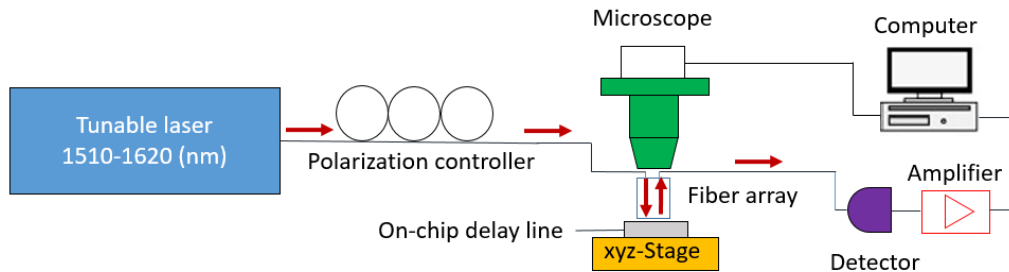 Microscope
Computer
Tunable laser
1510-1620 (nm)
Polarization controller
Fiber array
Amplifier
On-chip delay line
xyz-Stage
Detector